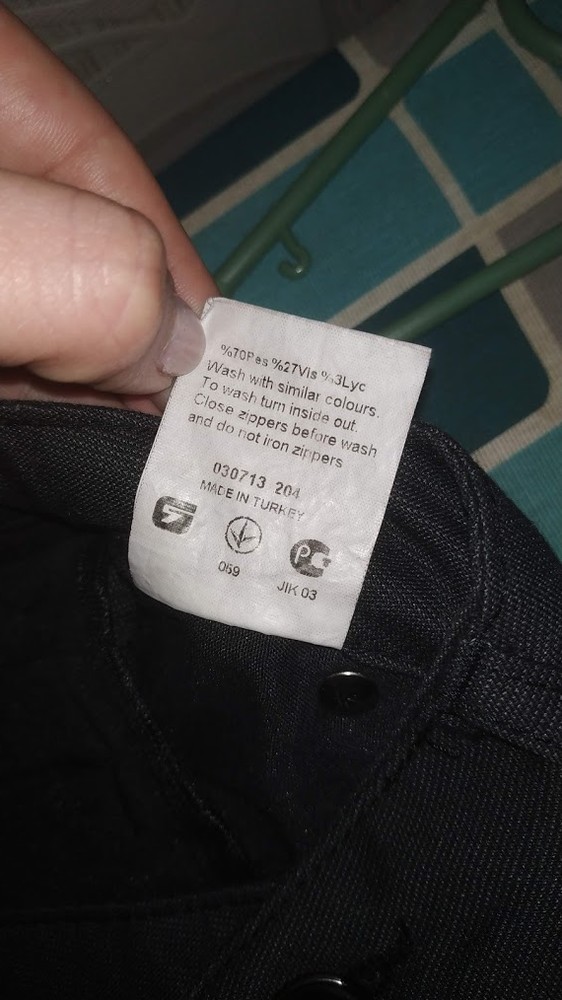 %70Pes %27Vis %3Lyc
Wash with similar colours.
To wash turn inside out.
Close zippers before wash
and do not iron zippers
030713 204
MADE IN TURKEY
059
JIK 03